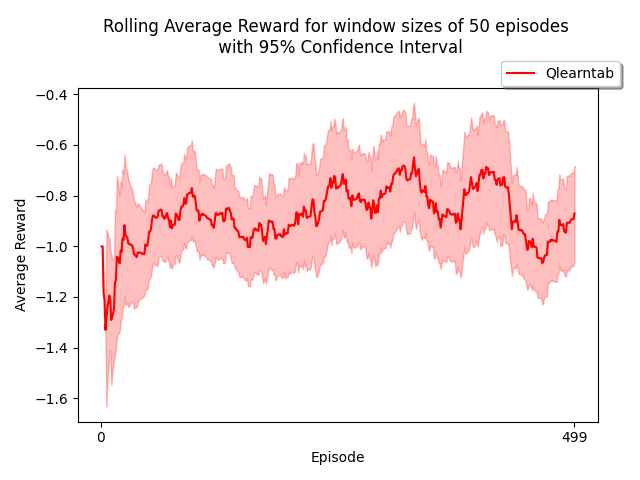 Rolling Average Reward for window sizes of 50 episodes
with 95% Confidence Interval
Qlearntab
−0.4
−0.6
−0.8
−1.0
−1.2
−1.4
−1.6
Average Reward
0
499
Episode